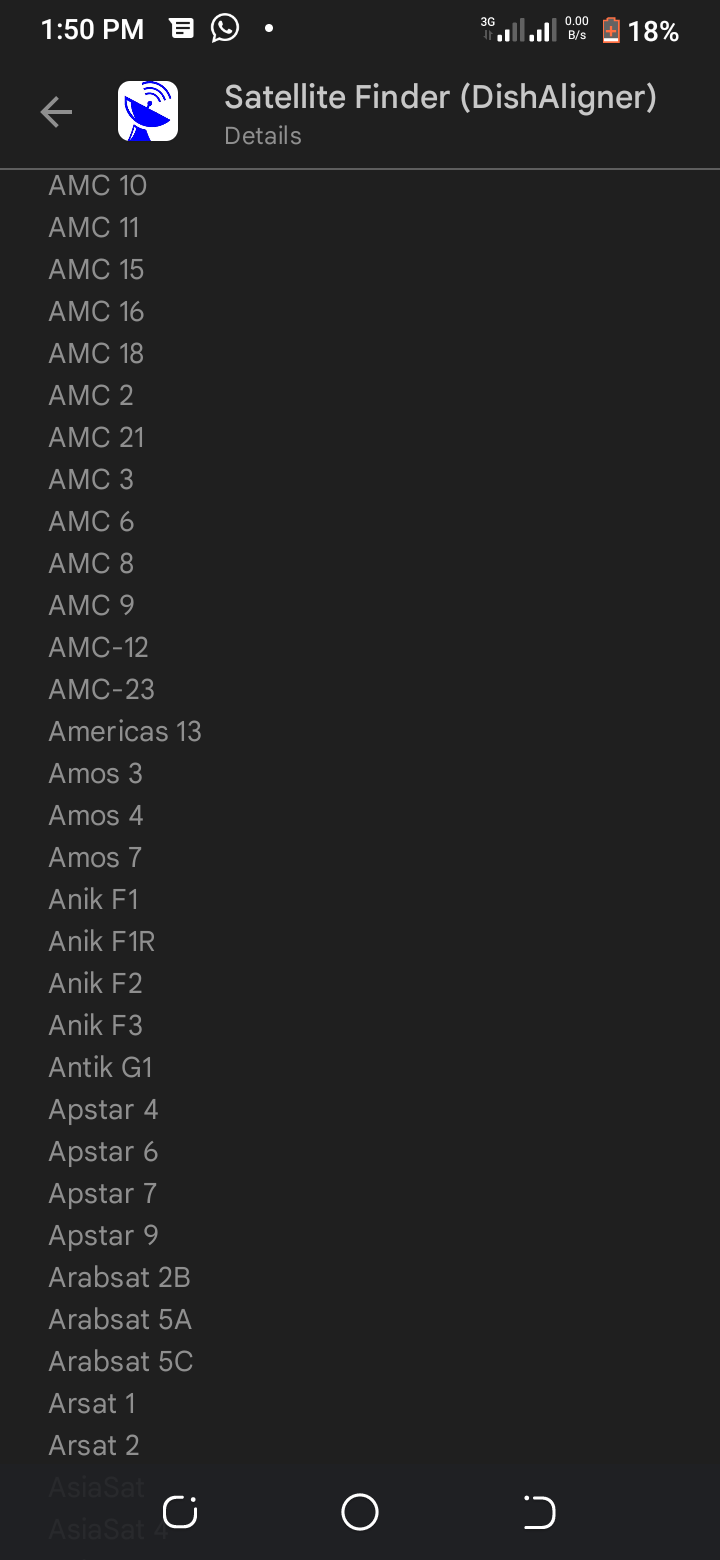 1:50 PM
3G
0.00
B/s
18%
Satellite Finder (DishAligner)
Details
AMC 10
AMC 11
AMC 15
AMC 16
AMC 18
AMC 2
AMC 21
AMC 3
AMC 6
AMC 8
AMC 9
AMC-12
AMC-23
Americas 13
Amos 3
Amos 4
Amos 7
Anik F1
Anik F1R
Anik F2
Anik F3
Antik G1
Apstar 4
Apstar 6
Apstar 7
Apstar 9
Arabsat 2B
Arabsat 5A
Arabsat 5C
Arsat 1
Arsat 2
AsiaSat
AsiaSat 4